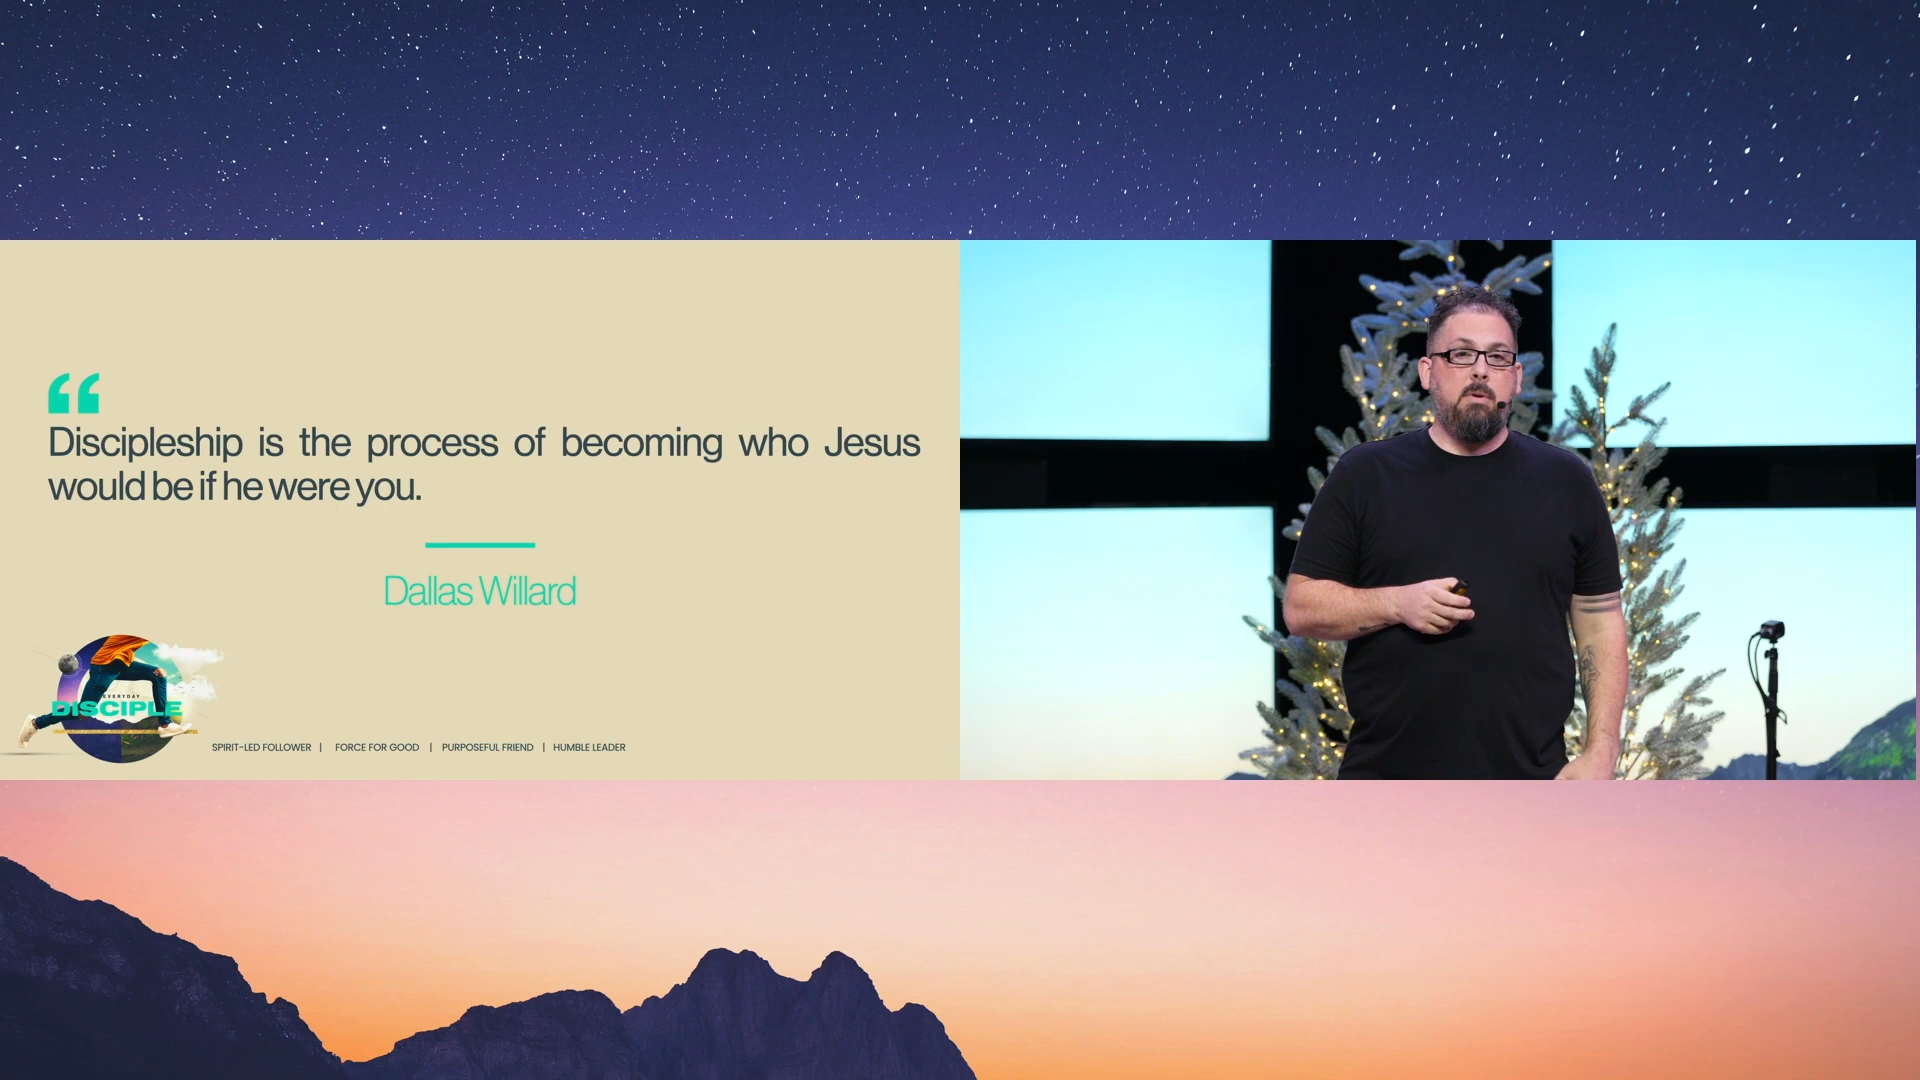 “
Discipleship is the process of becoming who Jesus
would be if he were you.
Dallas Willard
EVERYDAY
DISCIPLE
SPIRIT-LED FOLLOWER | FORCE FOR GOOD | PURPOSEFUL FRIEND | HUMBLE LEADER